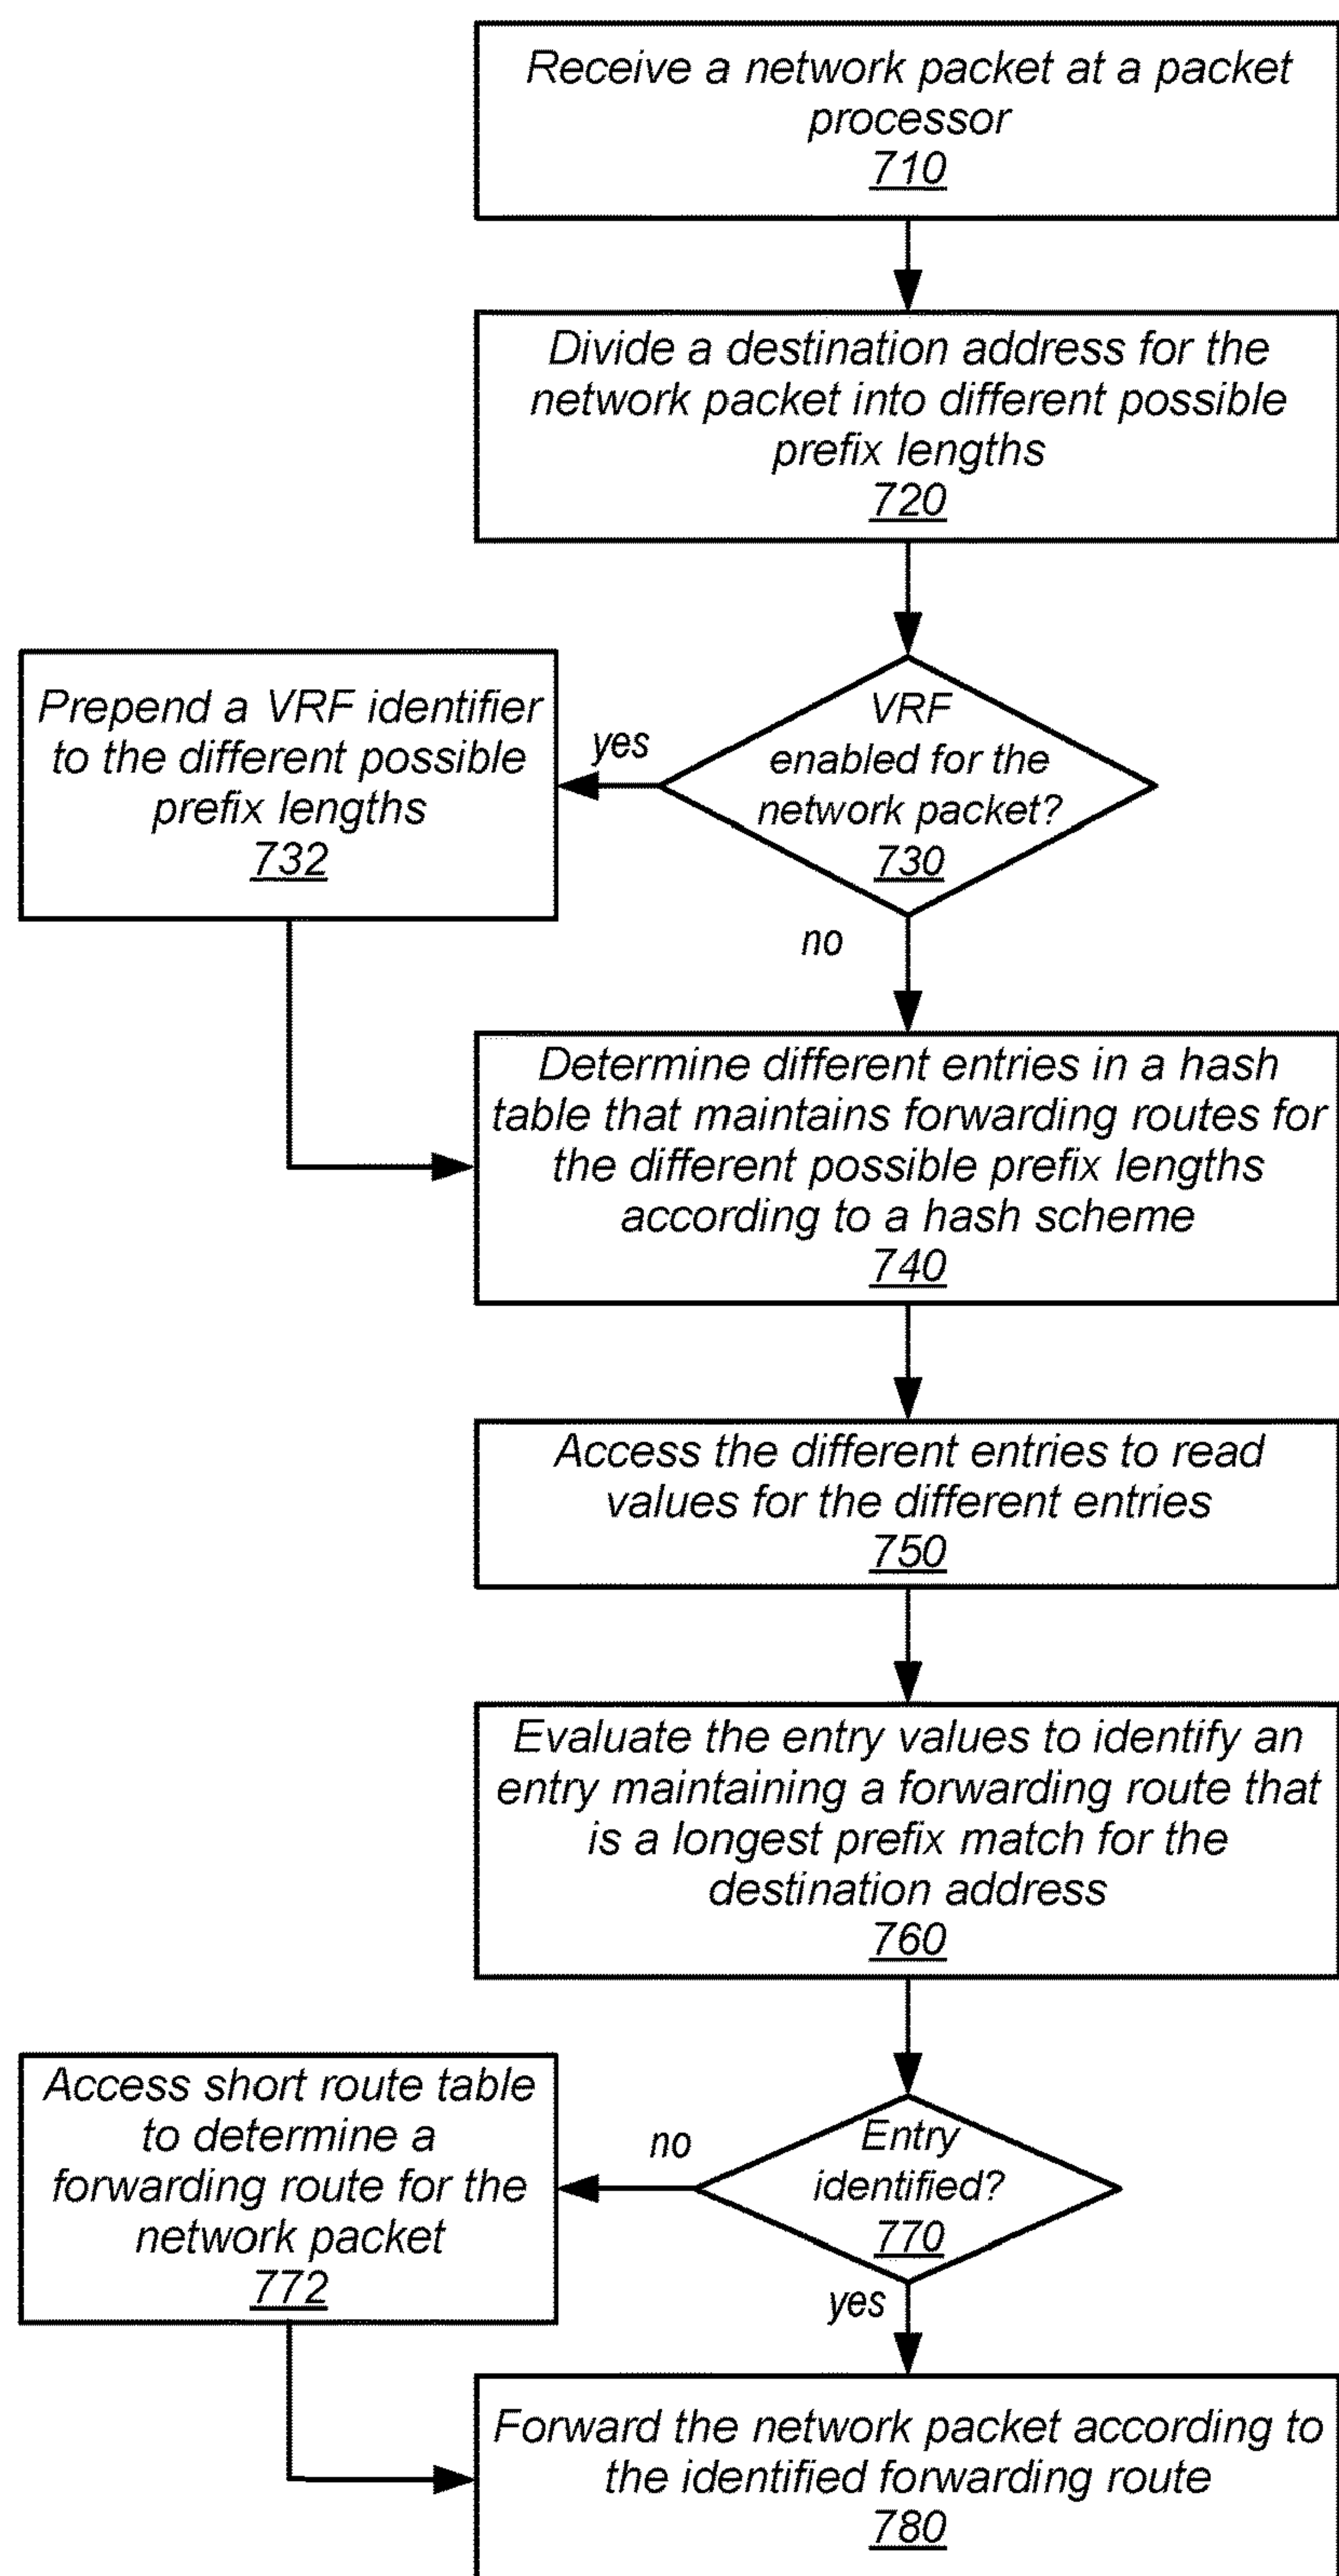 Receive a network packet at a packet
processor
710
Divide a destination address for the
network packet into different possible
prefix lengths
720
VRF
enabled for the
network packet?
730
yes
Prepend a VRF identifier
to the different possible
prefix lengths
732
no
Determine different entries in a hash
table that maintains forwarding routes for
the different possible prefix lengths
according to a hash scheme
740
Access the different entries to read
values for the different entries
750
Evaluate the entry values to identify an
entry maintaining a forwarding route that
is a longest prefix match for the
destination address
760
Entry
identified?
770
no
Access short route table
to determine a
forwarding route for the
network packet
772
yes
Forward the network packet according to
the identified forwarding route
780